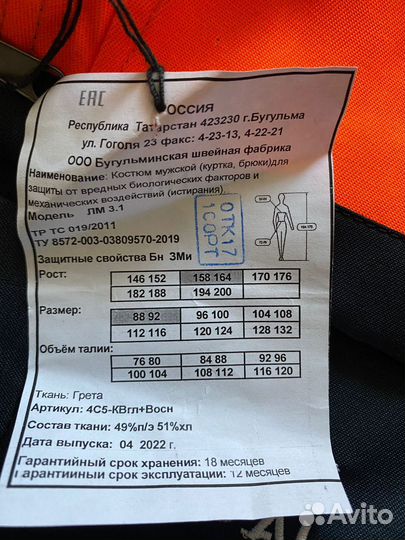 ЕАС
РОССИЯ
Республика Татарстан 423230 г.Бугульма
ул. Гоголя 23 факс: 4-23-13, 4-22-21
ООО Бугульминская швейная фабрика
Наименование: Костюм мужской (куртка, брюки)для
защиты от вредных биологических факторов и
механических воздействий (истирания).
Модель ЛМ 3.1
ТР ТС 019/2011
ТУ 8572-003-03809570-2019
ОТК17
1СОРТ
Защитные свойства Бн ЗМи
Рост: 146 152 158 164 170 176
182 188 194 200
Размер: 88 92 96 100 104 108
112 116 120 124 128 132
Объём талии:
76 80 84 88 92 96
100 104 108 112 116 120
Ткань: Грета
Артикул: 4С5-КВгл+Восн
Состав ткани: 49%п/э 51%хл
Дата выпуска: 04 2022 г.
Гарантийный срок хранения: 18 месяцев
Гарантийный срок эксплуатации: 12 месяцев
Avito